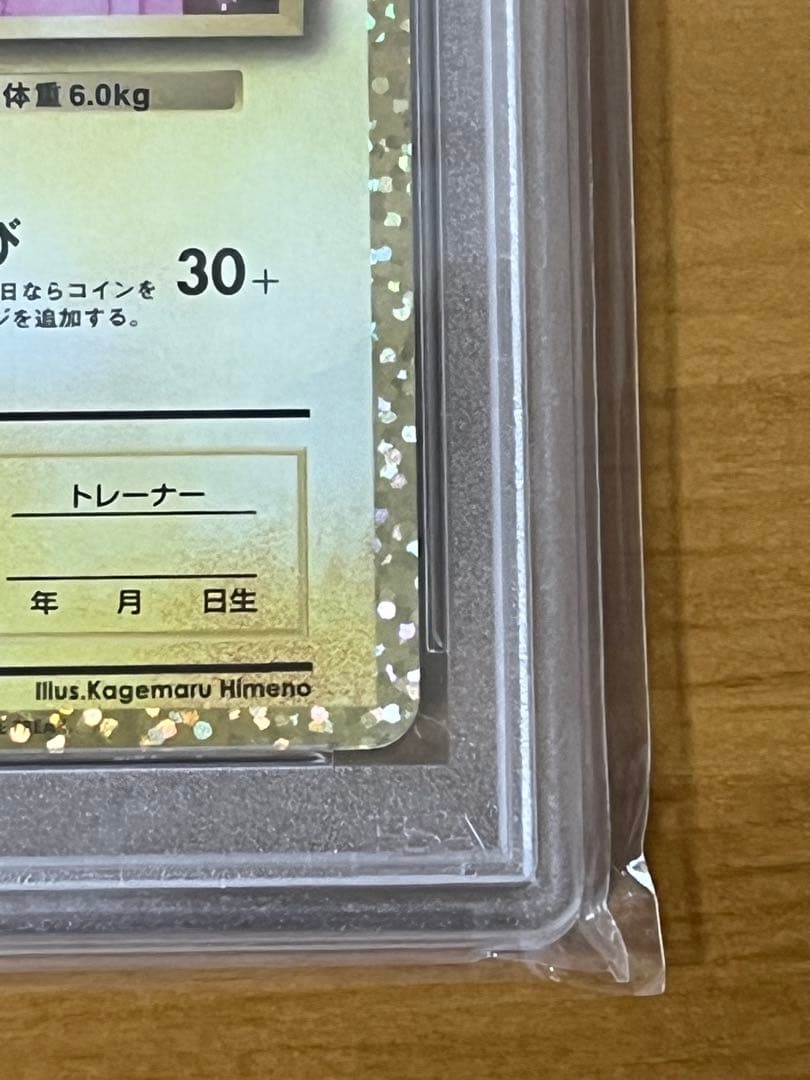 体重 6.0kg
び
30+
日ならコインを
ジを追加する。
トレーナー
年 月 日生
Illus.Kagemaru Himeno